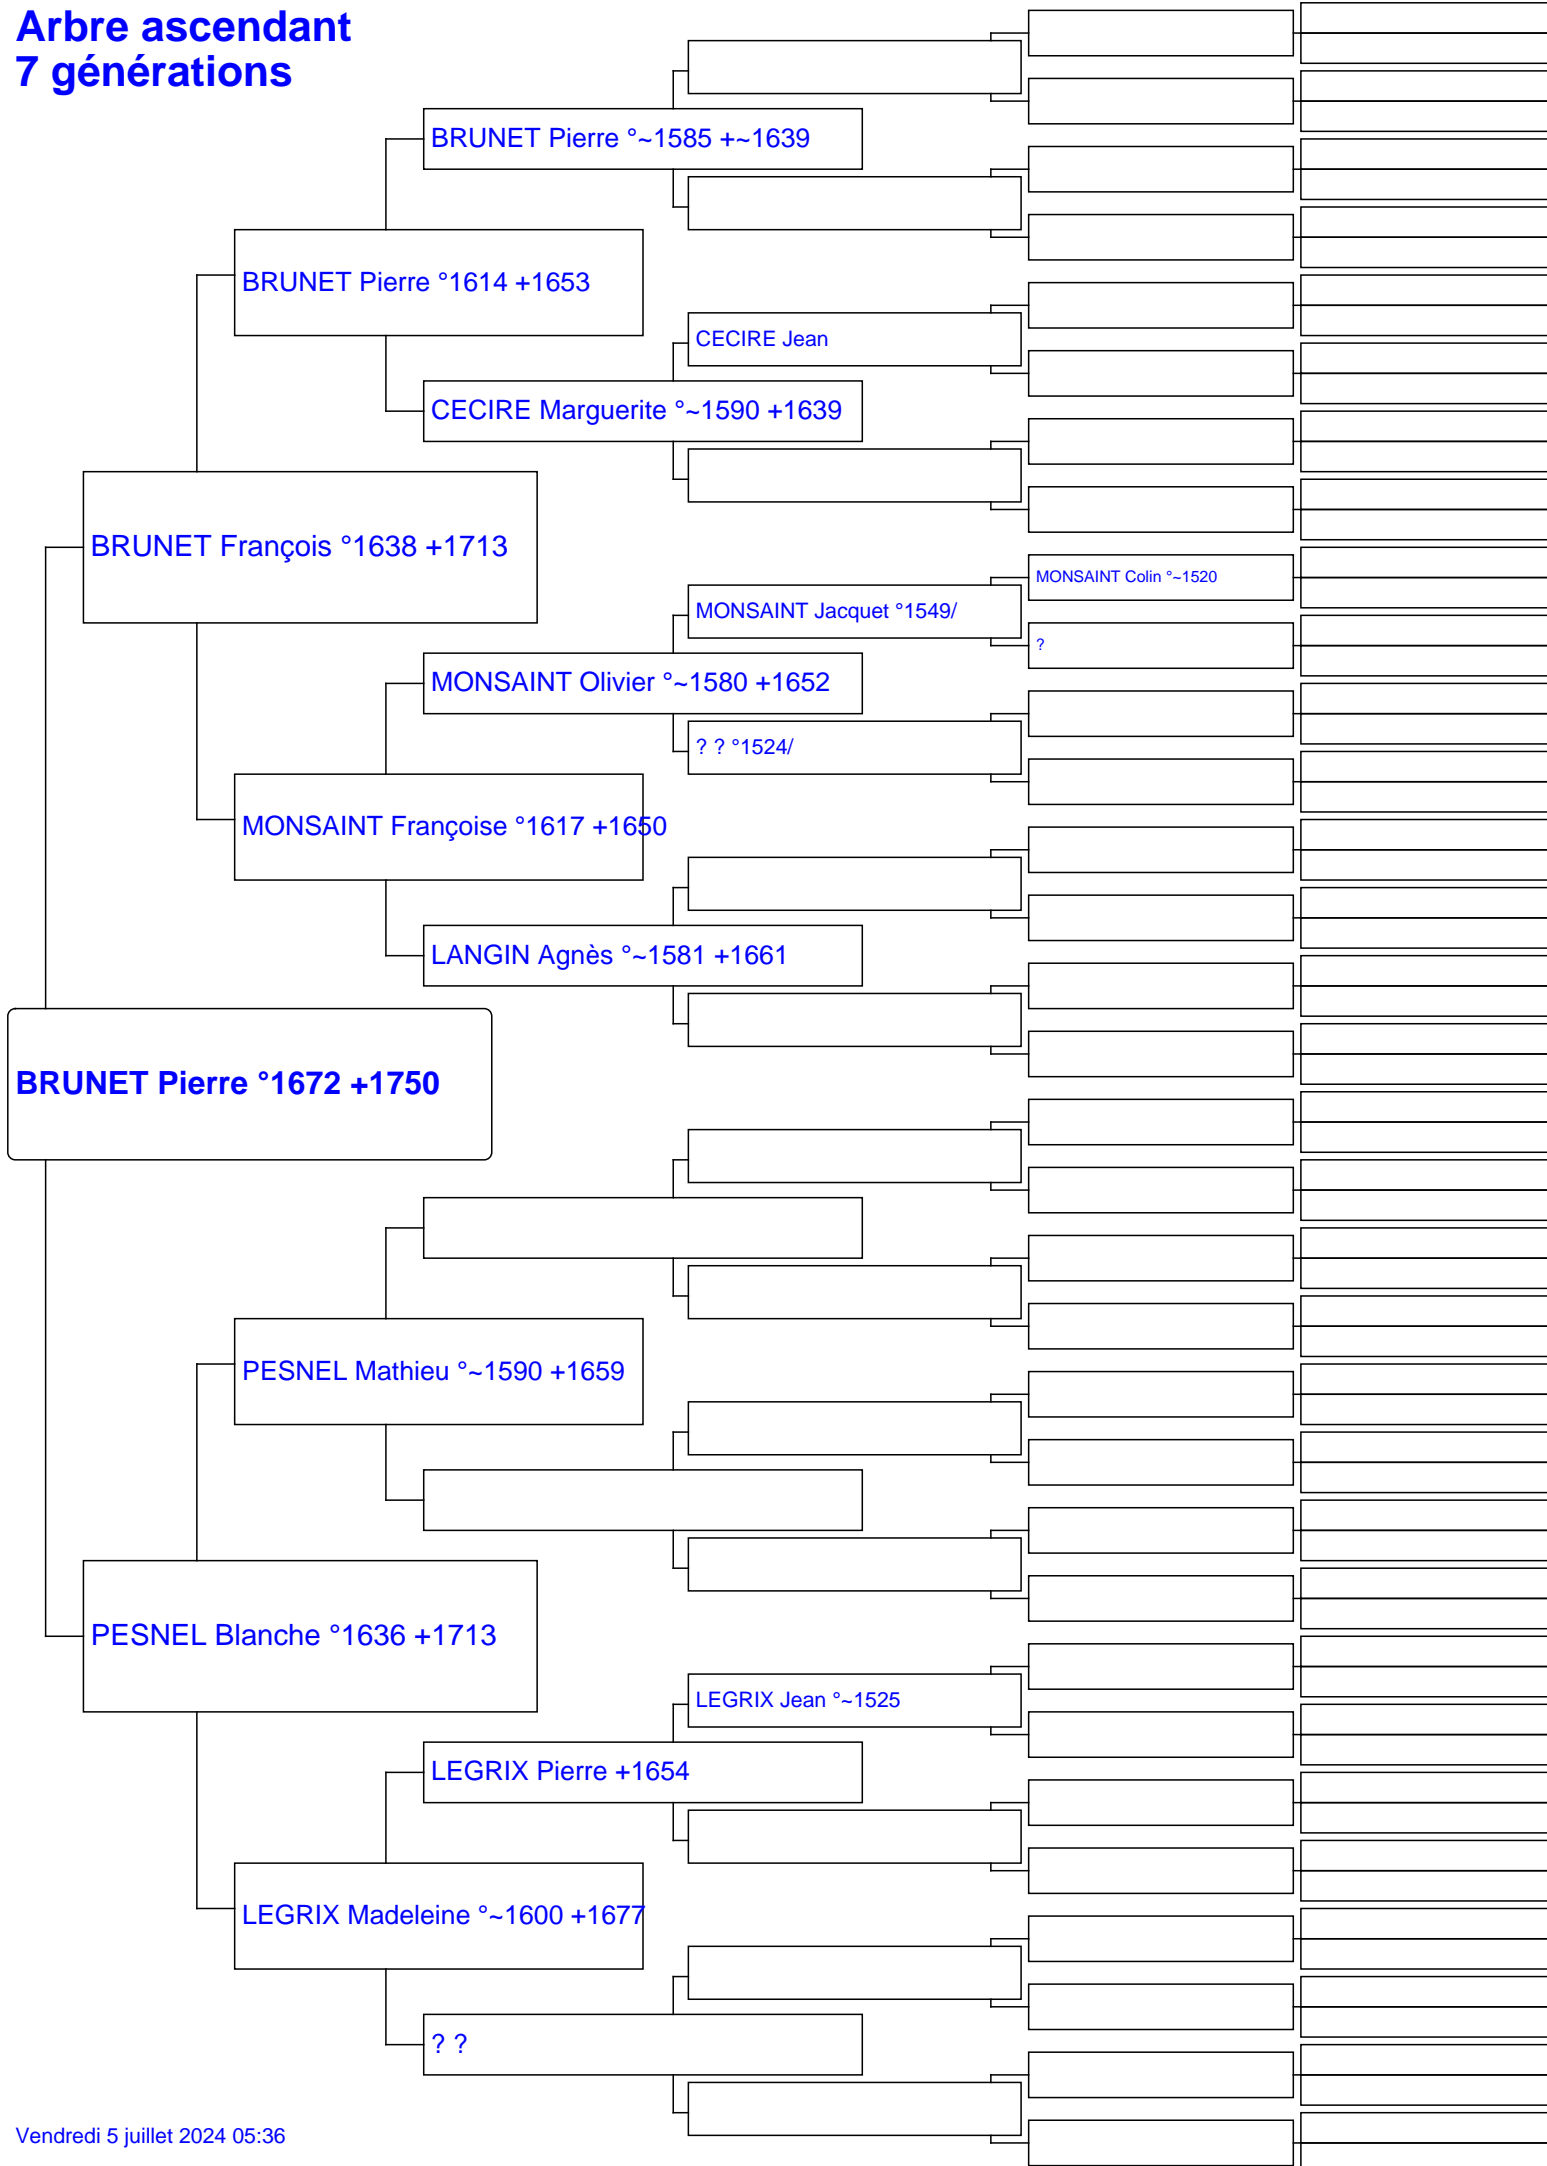 Arbre ascendant
7 générations
BRUNET Pierre °~1585 +~1639
BRUNET Pierre °1614 +1653
CECIRE Jean
CECIRE Marguerite °~1590 +1639
BRUNET François °1638 +1713
MONSAINT Colin °~1520
MONSAINT Jacquet °1549/
?
MONSAINT Olivier °~1580 +1652
? ? °1524/
MONSAINT Françoise °1617 +1650
LANGIN Agnès °~1581 +1661
BRUNET Pierre °1672 +1750
PESNEL Mathieu °~1590 +1659
PESNEL Blanche °1636 +1713
LEGRIX Jean °~1525
LEGRIX Pierre +1654
LEGRIX Madeleine °~1600 +1677
? ?
Vendredi 5 juillet 2024 05:36